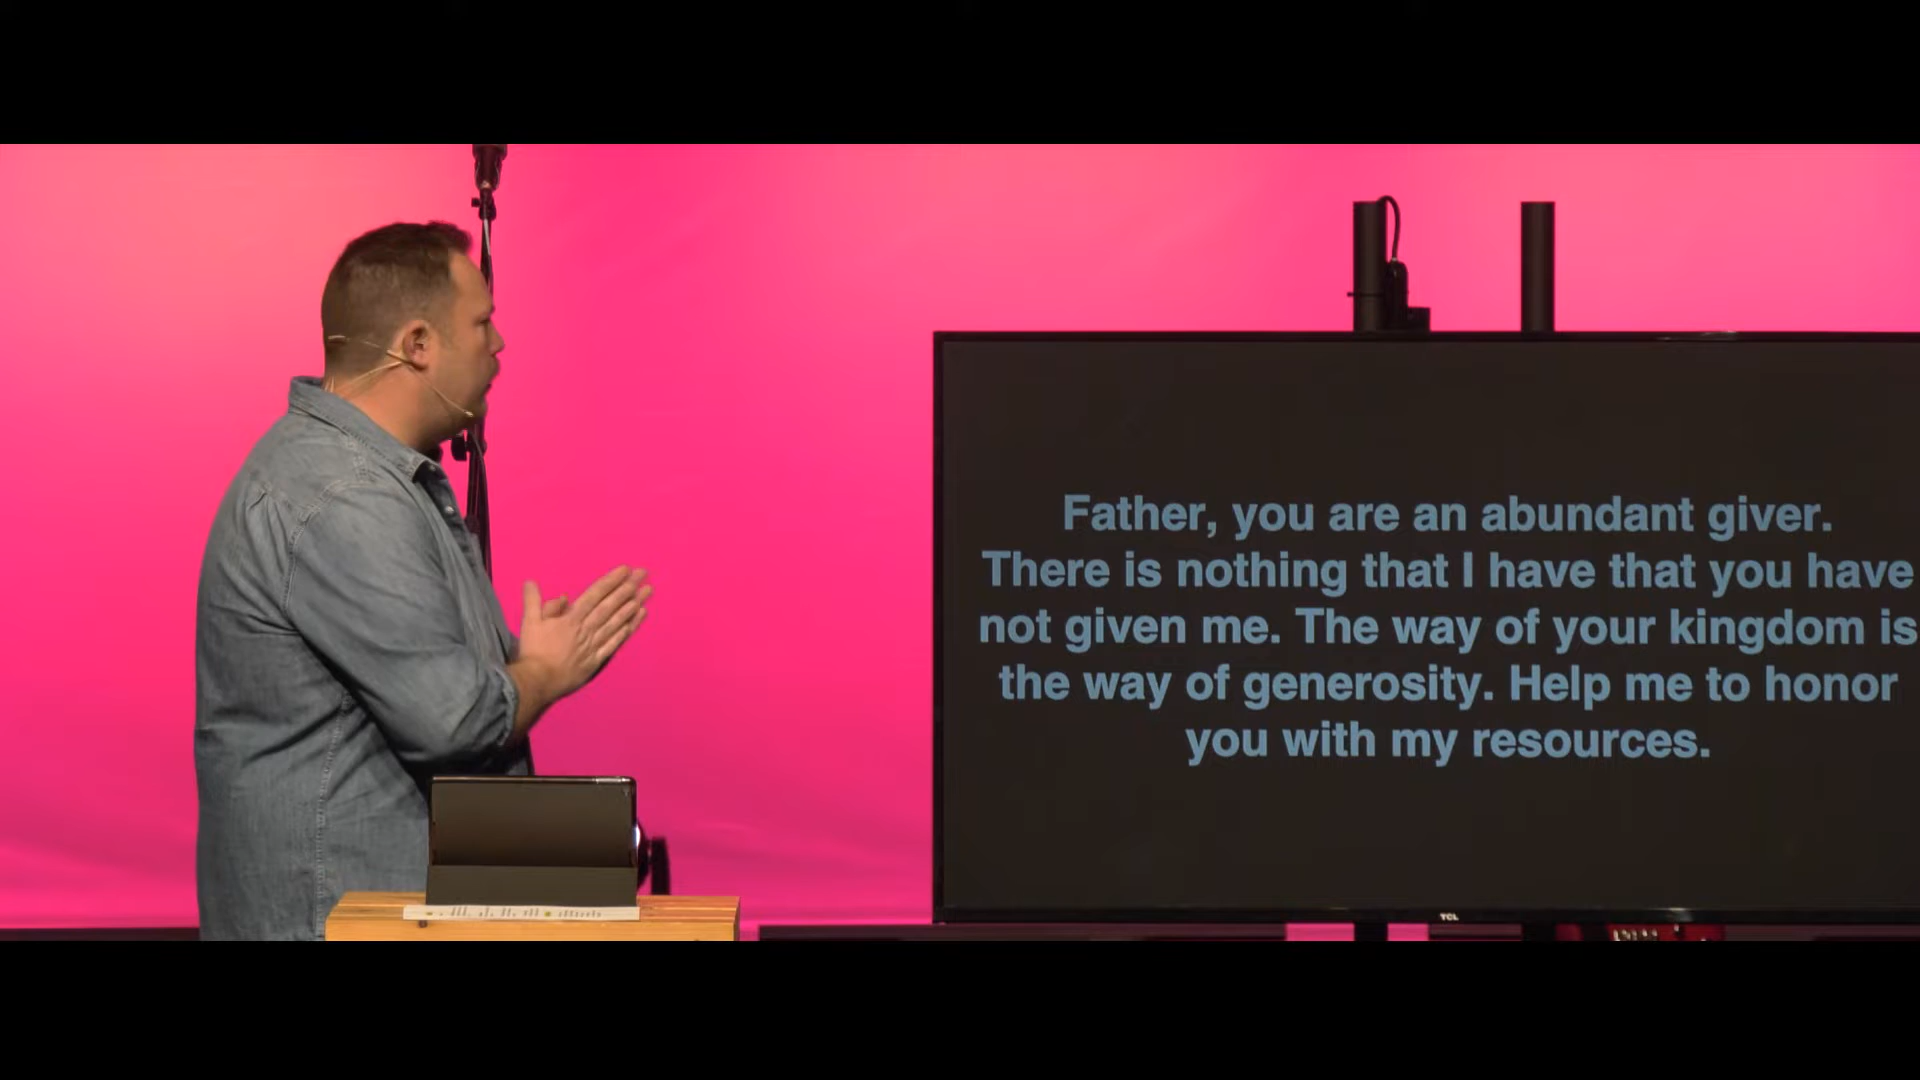 Father, you are an abundant giver.
There is nothing that I have that you have
not given me. The way of your kingdom is
the way of generosity. Help me to honor
you with my resources.
TCL